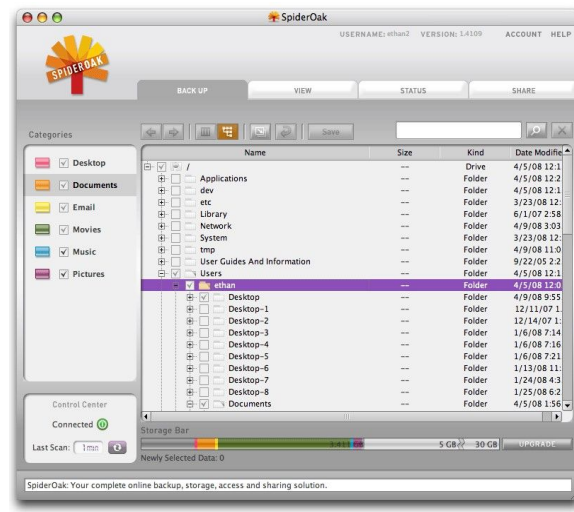 SpiderOak
USERNAME: ethan2 VERSION: 1.4109 ACCOUNT HELP
SPIDEROAK
BACK UP VIEW STATUS SHARE
Categories
Save
Desktop
Documents
Email
Movies
Music
Pictures
Name Size Kind Date Modifie
/ -- Drive 4/5/08 12:1
Applications -- Folder 4/5/08 12:2
dev -- Folder 4/5/08 12:1
etc -- Folder 3/23/08 12:
Library -- Folder 6/1/07 2:58
Network -- Folder 4/9/08 3:03
System -- Folder 3/23/08 12:
tmp -- Folder 4/9/08 11:0
User Guides And Information -- Folder 9/22/05 2:2
Users -- Folder 4/5/08 12:1
ethan -- Folder 4/5/08 12:0
Desktop -- Folder 4/9/08 9:55
Desktop-1 -- Folder 12/11/07 1
Desktop-2 -- Folder 12/14/07 1:
Desktop-3 -- Folder 1/6/08 7:14
Desktop-4 -- Folder 1/6/08 7:16
Desktop-5 -- Folder 1/6/08 7:21
Desktop-6 -- Folder 1/13/08 11:
Desktop-7 -- Folder 1/24/08 4:3
Desktop-8 -- Folder 1/25/08 6:2
Documents -- Folder 4/5/08 1:56
Control Center
Connected
Last Scan: 1mn
Storage Bar
5 GB 30 GB UPGRADE
Newly Selected Data: 0
SpiderOak: Your complete online backup, storage, access and sharing solution.